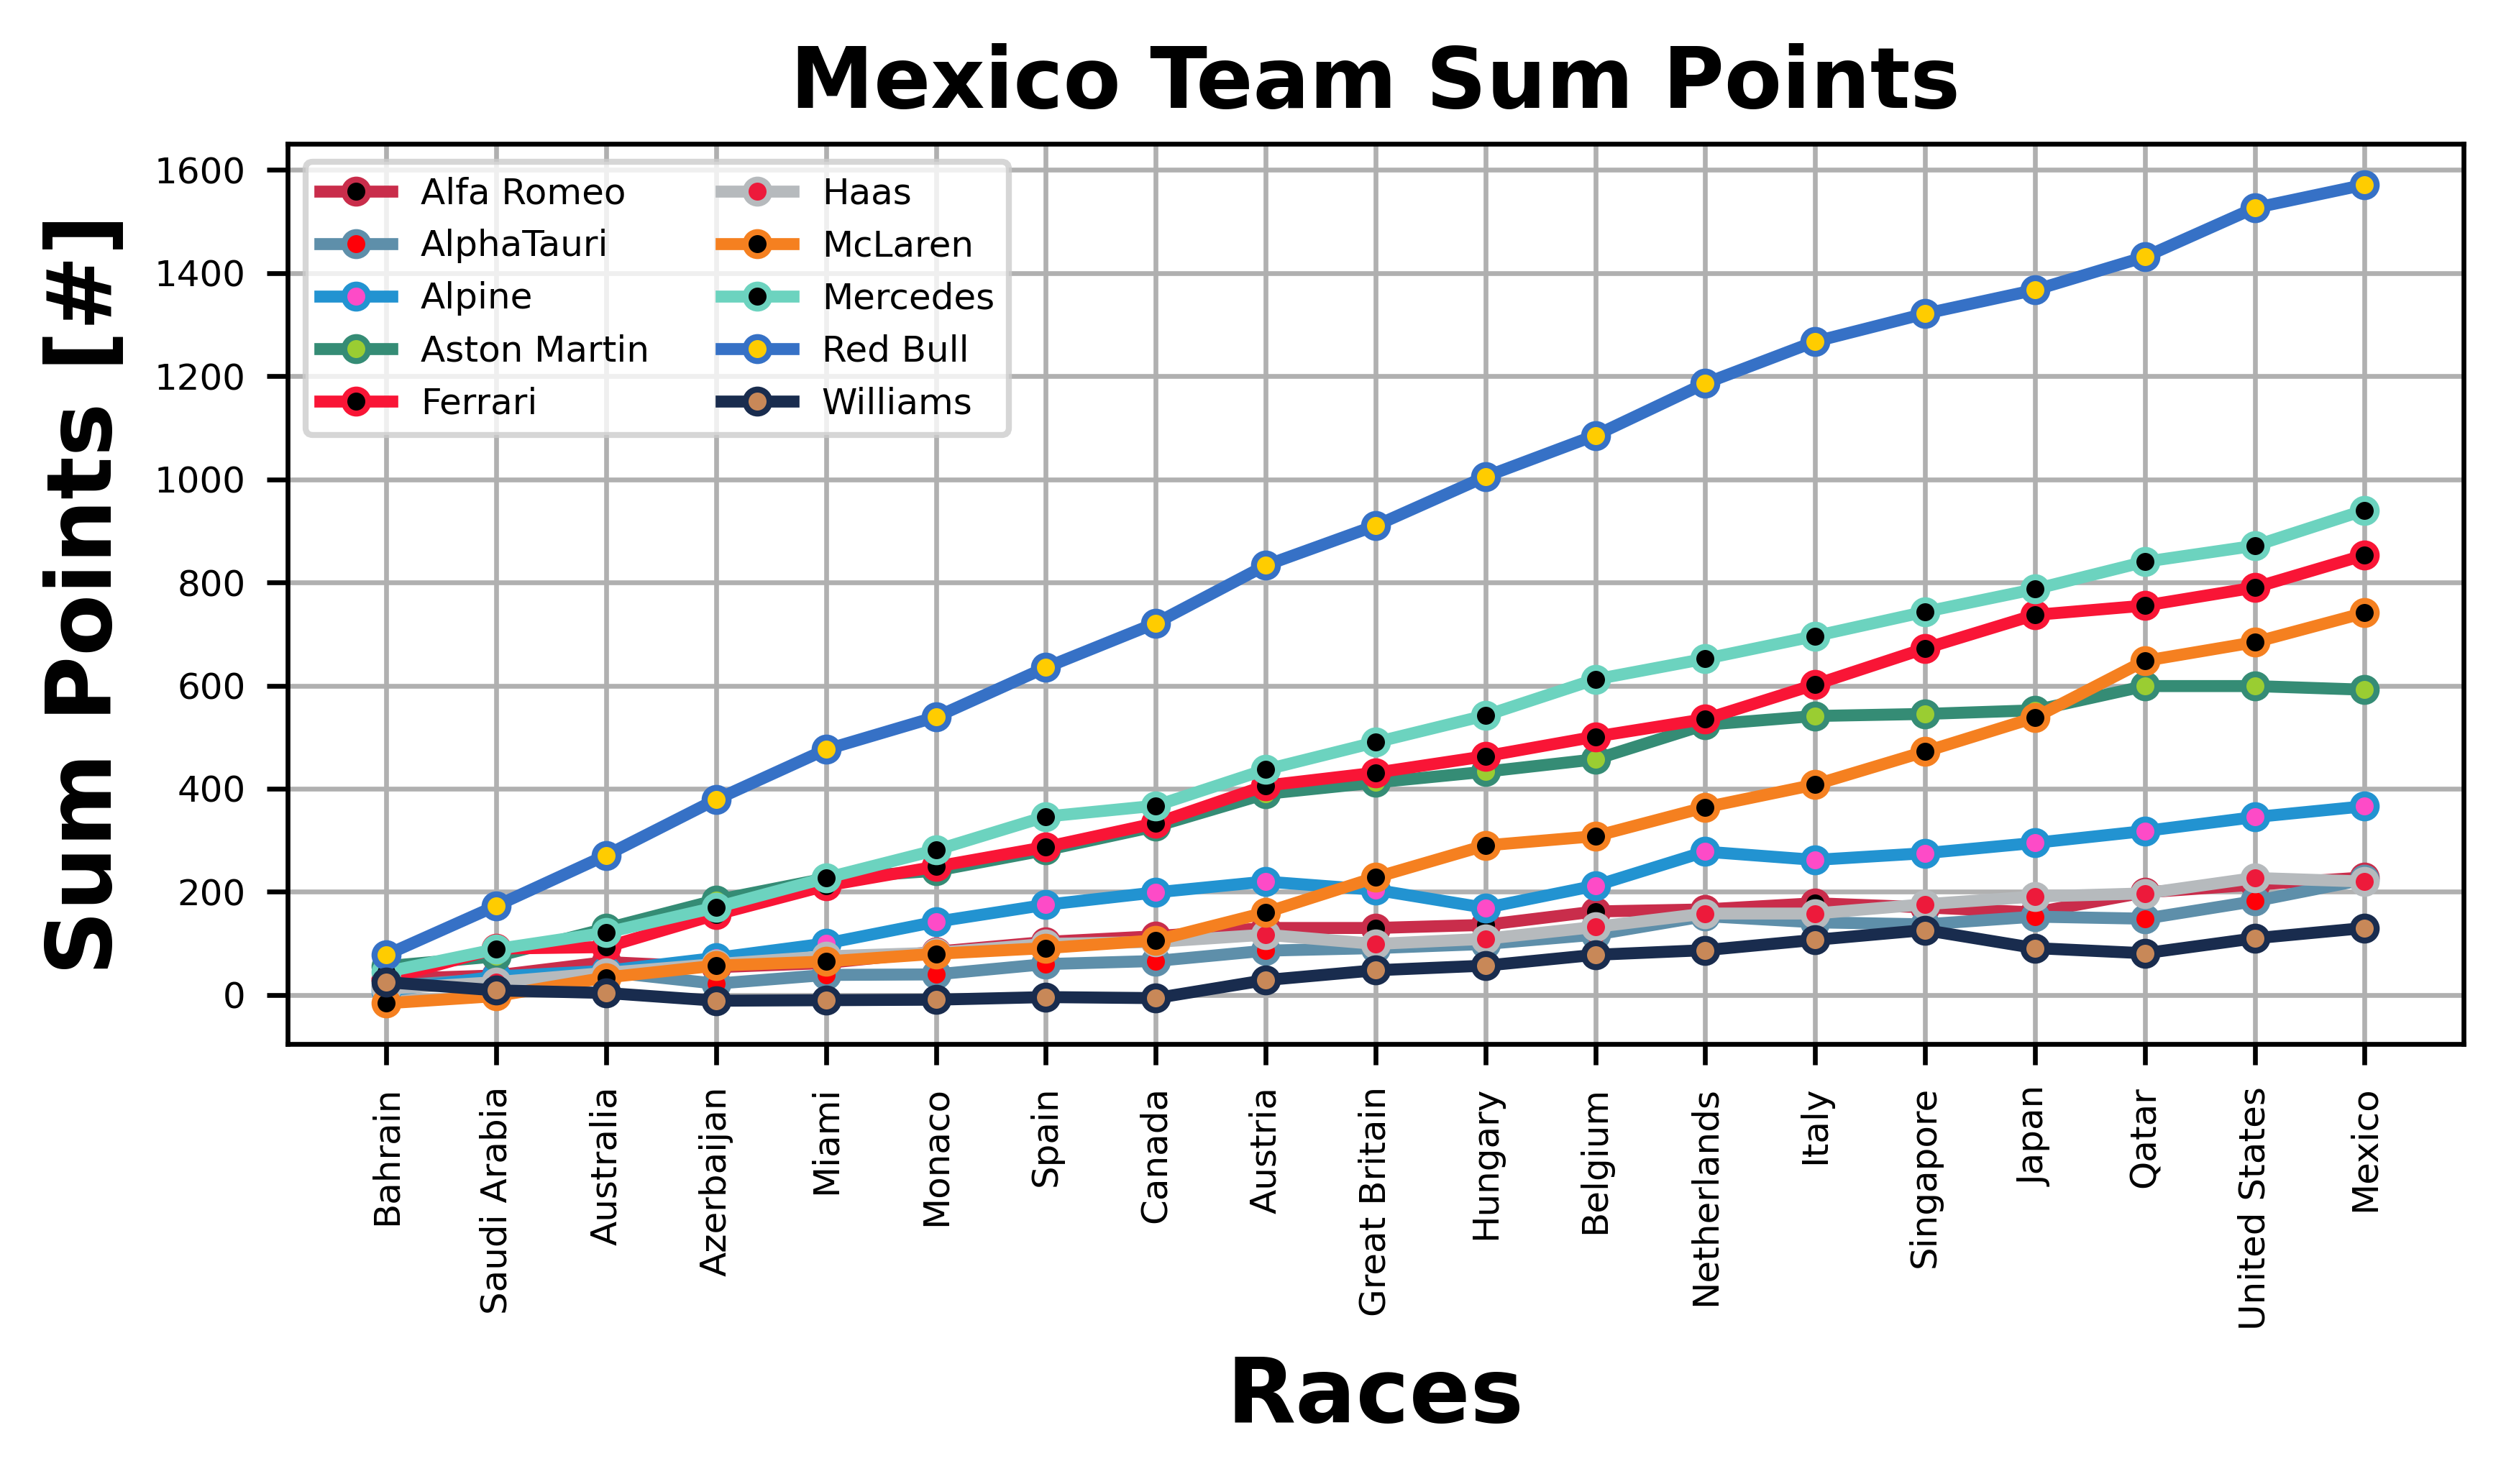 Mexico Team Sum Points
Sum Points [#]
1600
1400
1200
1000
800
600
400
200
0
Alfa Romeo
AlphaTauri
Alpine
Aston Martin
Ferrari
Haas
McLaren
Mercedes
Red Bull
Williams
Bahrain
Saudi Arabia
Australia
Azerbaijan
Miami
Monaco
Spain
Canada
Austria
Great Britain
Hungary
Belgium
Netherlands
Italy
Singapore
Japan
Qatar
United States
Mexico
Races